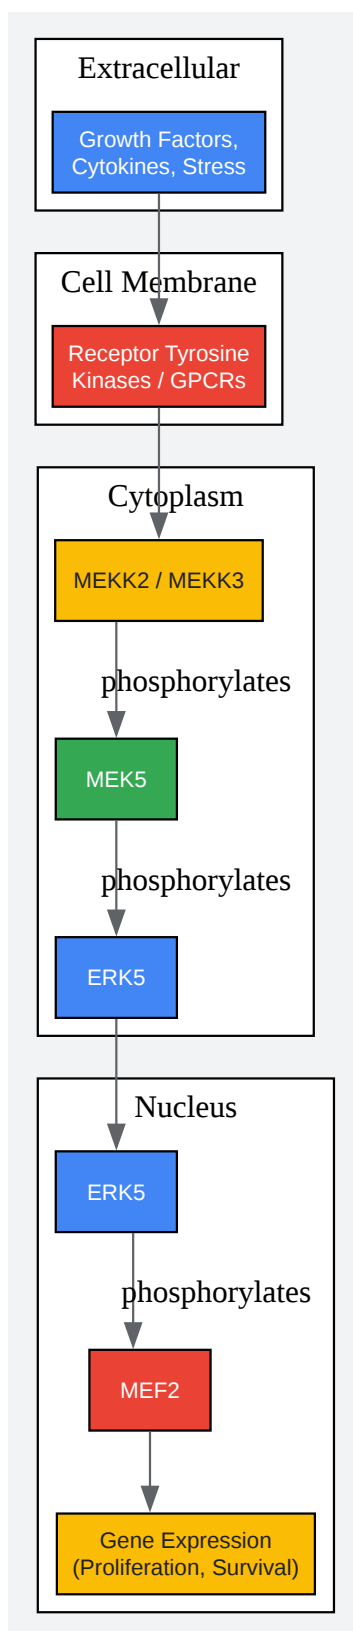 Extracellular
Growth Factors,
Cytokines, Stress
Cell Membrane
Receptor Tyrosine
Kinases / GPCRs
Cytoplasm
MEKK2 / MEKK3
phosphorylates
MEK5
phosphorylates
ERK5
Nucleus
ERK5
phosphorylates
MEF2
Gene Expression
(Proliferation, Survival)